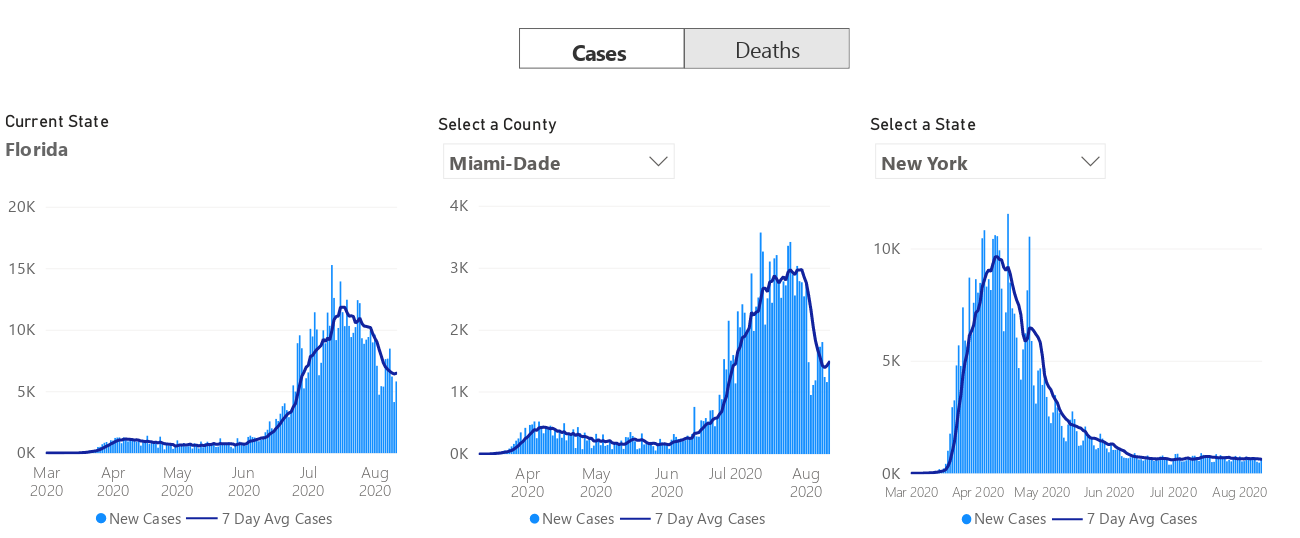 Cases
Deaths
Current State
Florida
20K
15K
10K
5K
0K
Mar 2020
Apr 2020
May 2020
Jun 2020
Jul 2020
Aug 2020
New Cases
7 Day Avg Cases
Select a County
Miami-Dade
4K
3K
2K
1K
0K
Apr 2020
May 2020
Jun 2020
Jul 2020
Aug 2020
New Cases
7 Day Avg Cases
Select a State
New York
10K
5K
0K
Mar 2020
Apr 2020
May 2020
Jun 2020
Jul 2020
Aug 2020
New Cases
7 Day Avg Cases